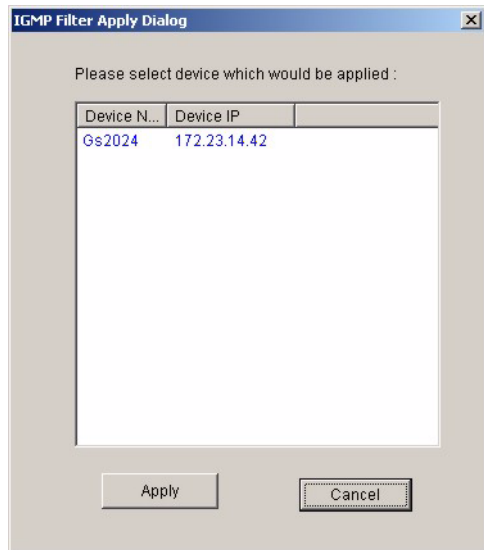 IGMP Filter Apply Dialog
Please select device which would be applied :
Device N... Device IP
Gs2024 172.23.14.42
Apply Cancel